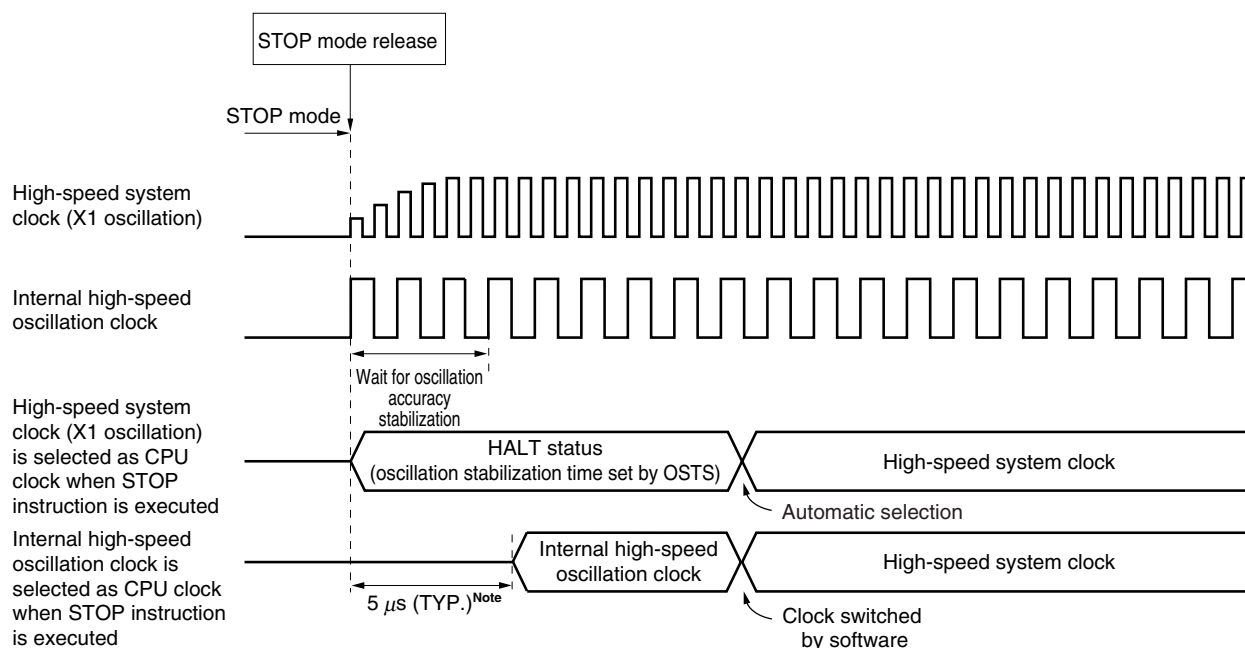 STOP mode release
STOP mode
High-speed system
clock (X1 oscillation)
Internal high-speed
oscillation clock
Wait for oscillation
accuracy
stabilization
High-speed system
clock (X1 oscillation)
is selected as CPU
clock when STOP
instruction is executed
HALT status
(oscillation stabilization time set by OSTS)
High-speed system clock
Automatic selection
Internal high-speed
oscillation clock is
selected as CPU clock
when STOP instruction
is executed
Internal high-speed
oscillation clock
High-speed system clock
5 μs (TYP.)Note
Clock switched
by software